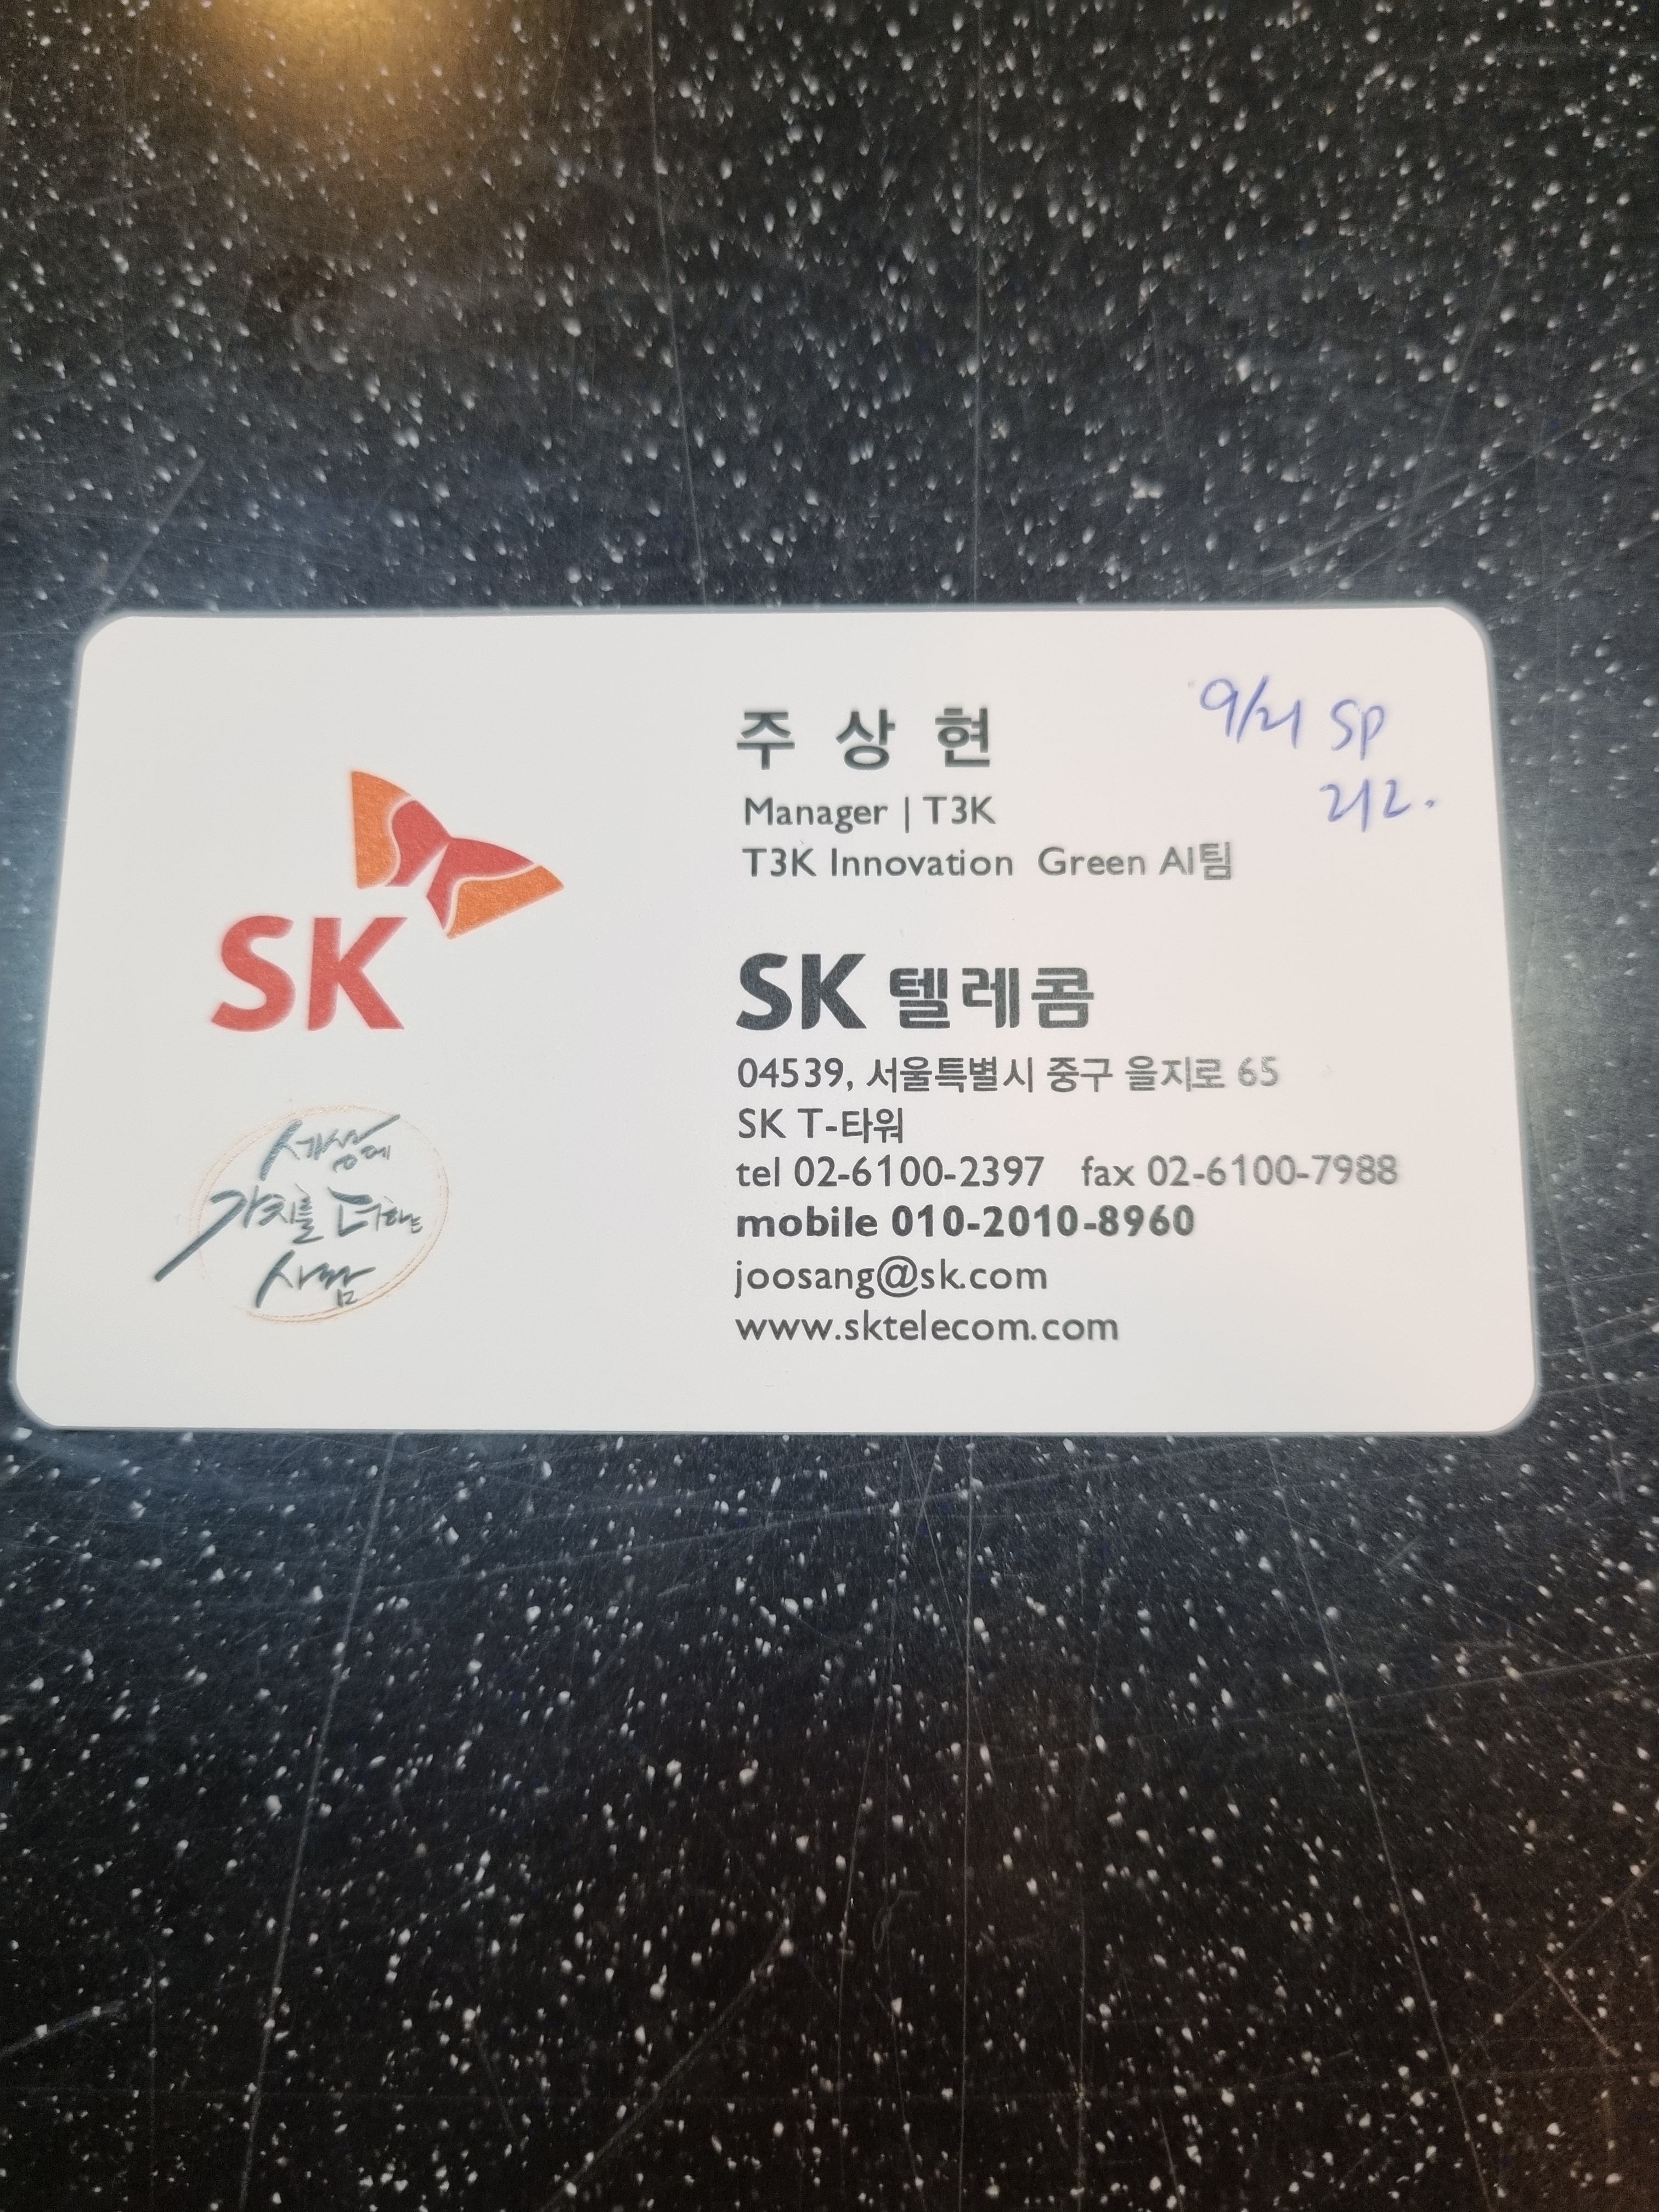 주상현
9/21 SP
Manager | T3K
T3K Innovation Green AI팀
SK
SK 텔레콤
04539, 서울특별시 중구 을지로 65
SK T-타워
tel 02-6100-2397 fax 02-6100-7988
mobile 010-2010-8960
joosang@sk.com
www.sktelecom.com
세상에
가치를 더하는
사람